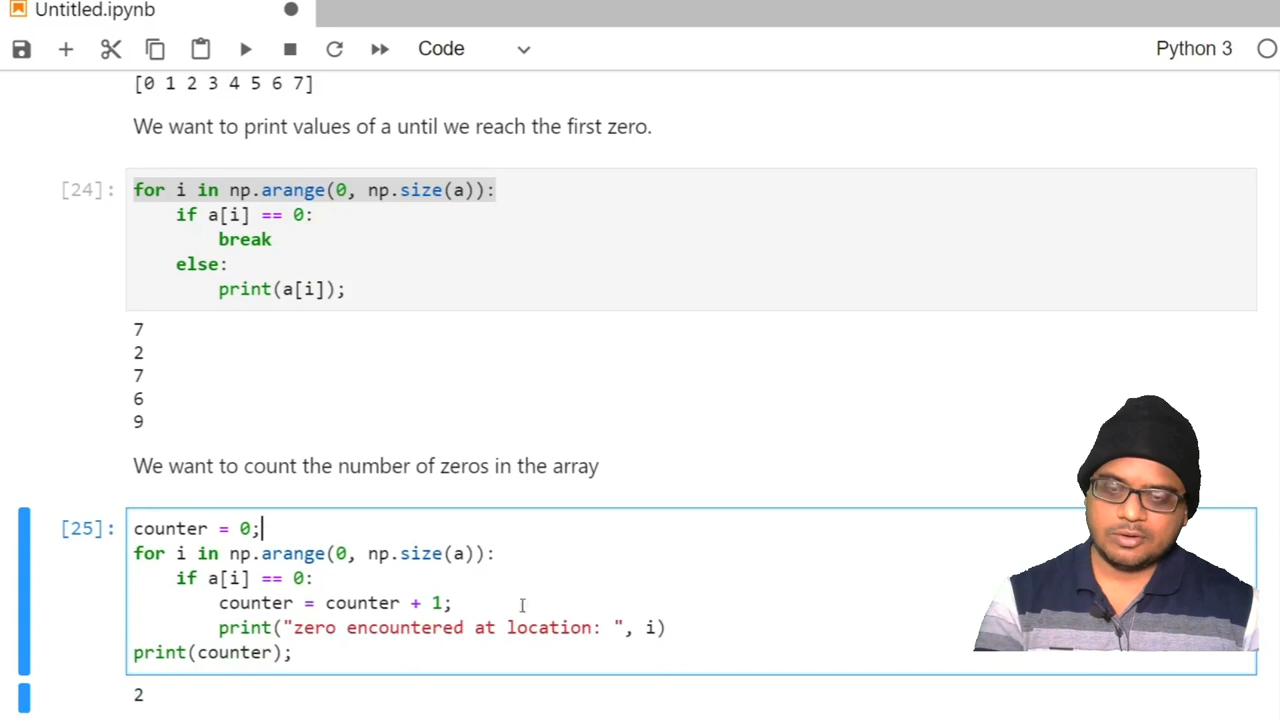 Untitled.ipynb
Code
Python 3
[0 1 2 3 4 5 6 7]
We want to print values of a until we reach the first zero.
[24]:
for i in np.arange(0, np.size(a)):
    if a[i] == 0:
        break
    else:
        print(a[i]);
7
2
7
6
9
We want to count the number of zeros in the array
[25]:
counter = 0;
for i in np.arange(0, np.size(a)):
    if a[i] == 0:
        counter = counter + 1;
        print("zero encountered at location: ", i)
print(counter);
2